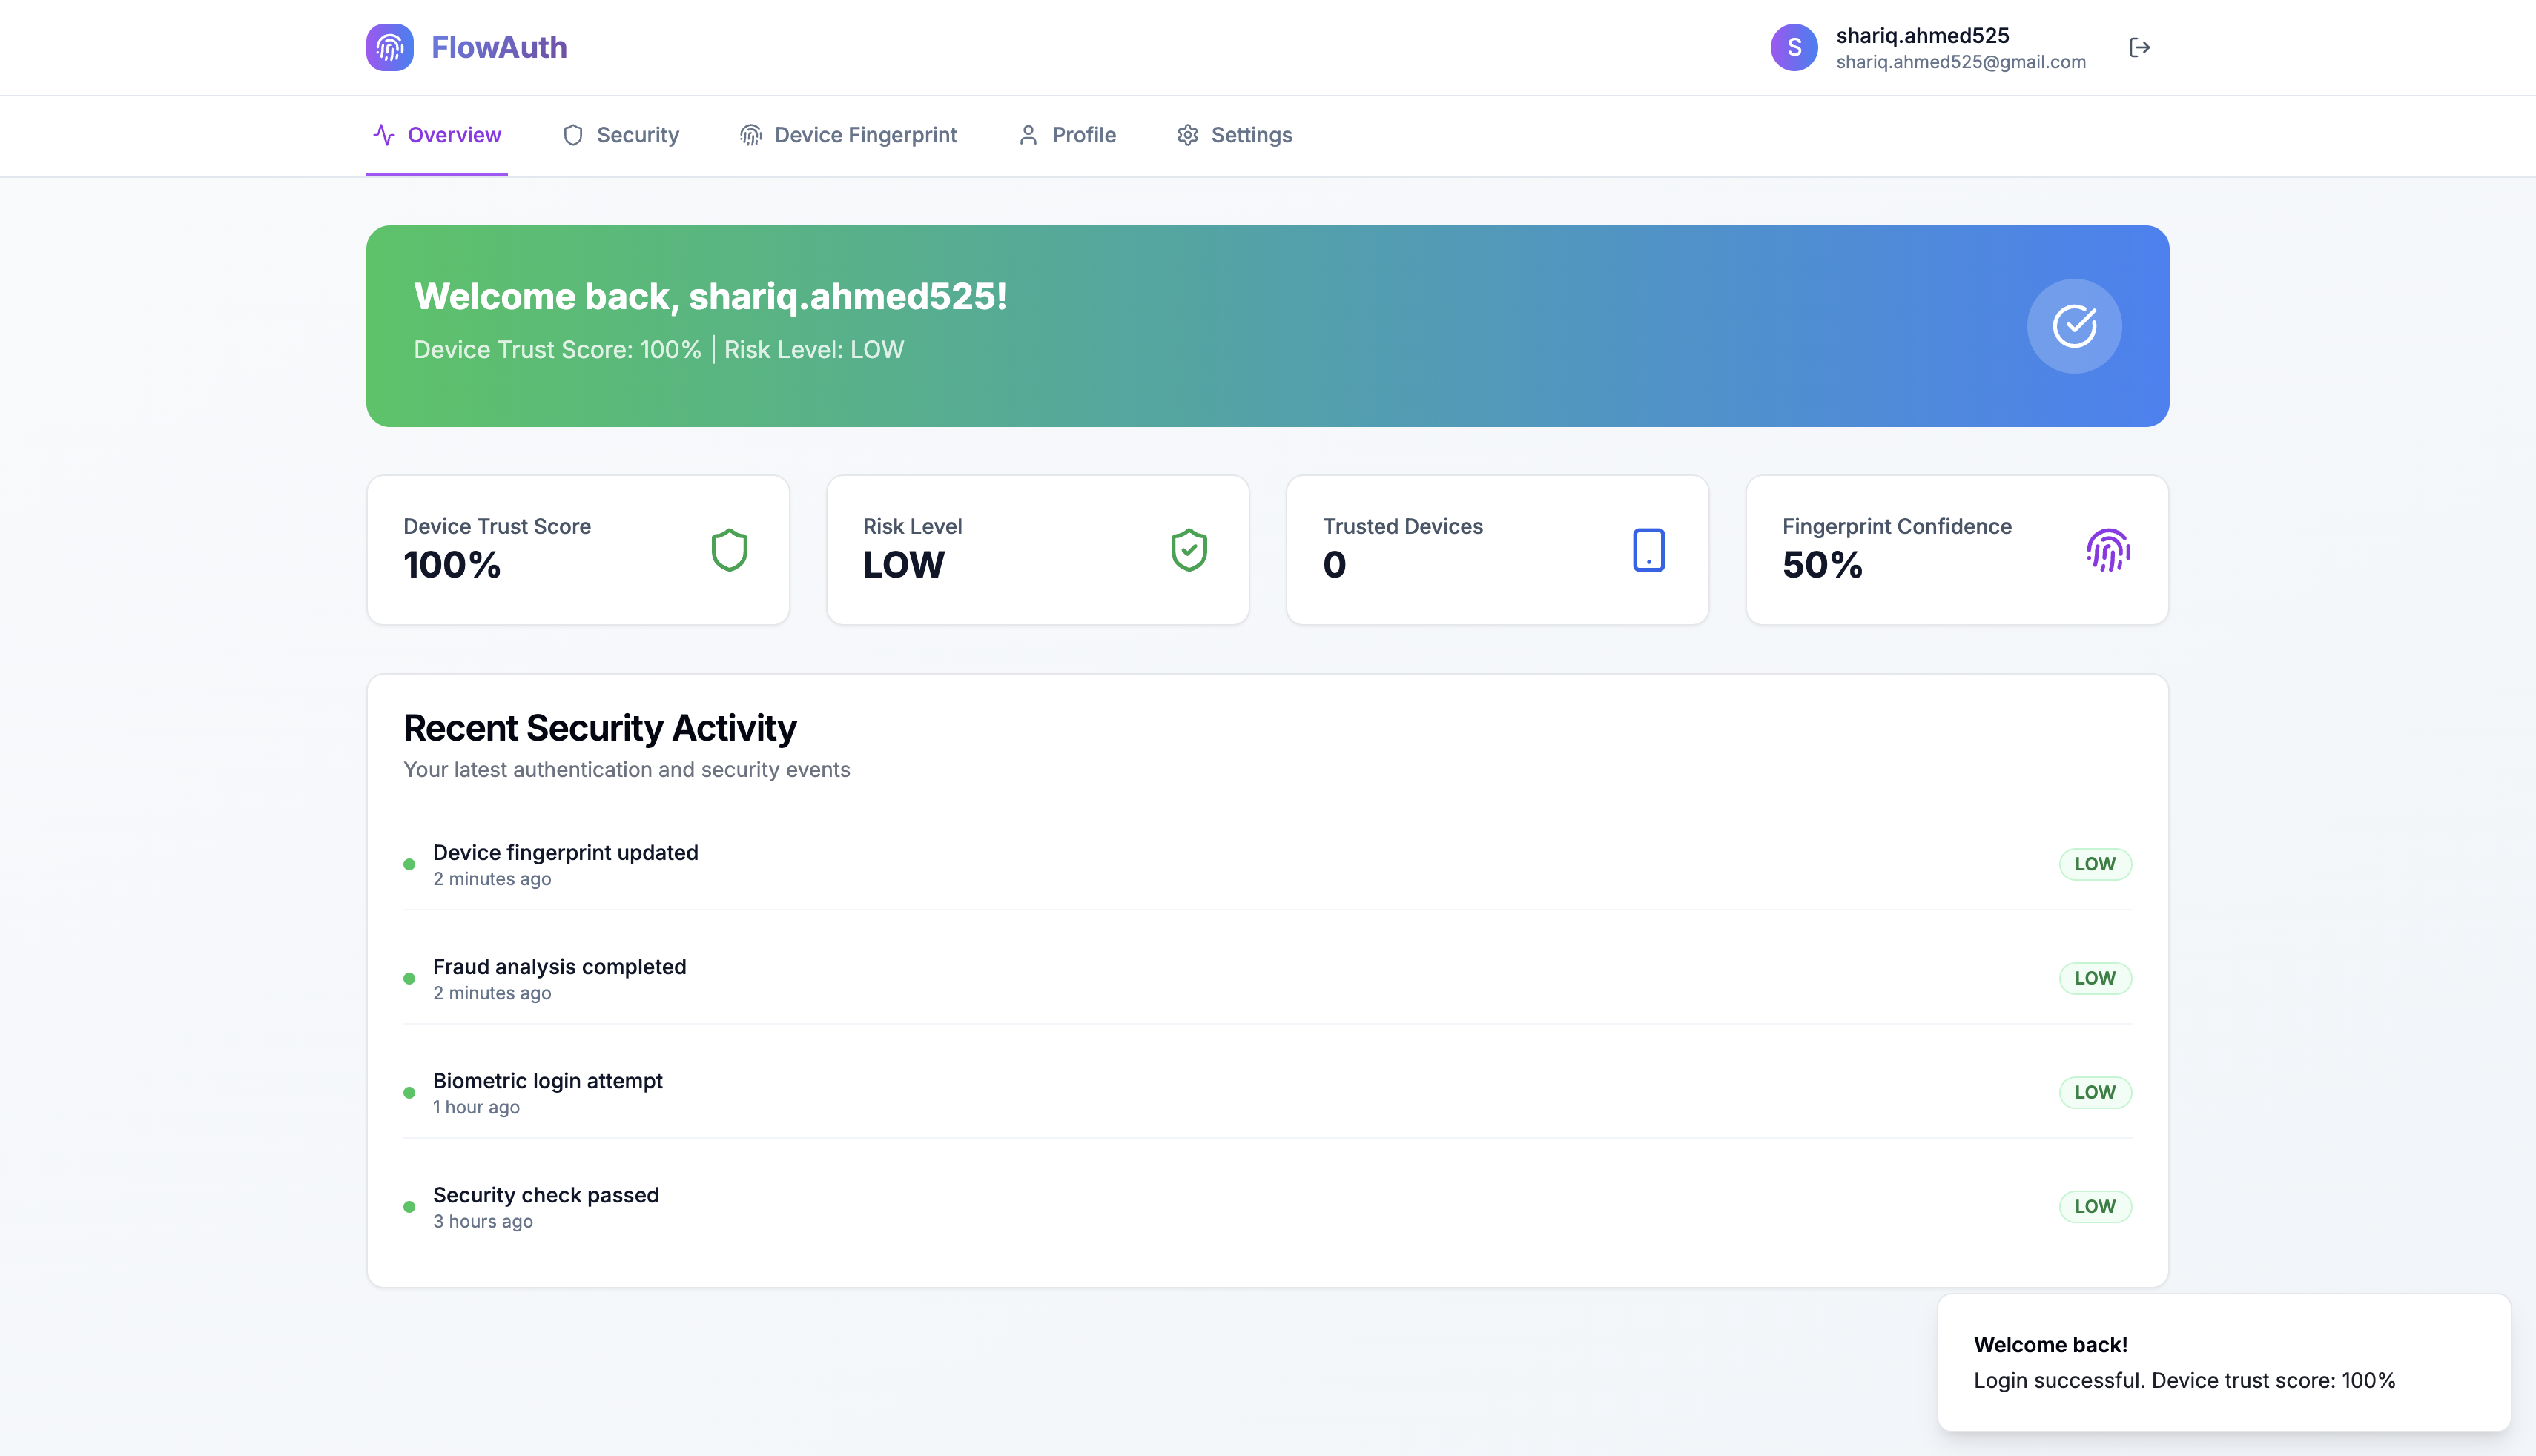 FlowAuth
S
shariq.ahmed525
shariq.ahmed525@gmail.com
Overview
Security
Device Fingerprint
Profile
Settings
Welcome back, shariq.ahmed525!
Device Trust Score: 100% | Risk Level: LOW
Device Trust Score
100%
Risk Level
LOW
Trusted Devices
0
Fingerprint Confidence
50%
Recent Security Activity
Your latest authentication and security events
Device fingerprint updated
2 minutes ago
LOW
Fraud analysis completed
2 minutes ago
LOW
Biometric login attempt
1 hour ago
LOW
Security check passed
3 hours ago
LOW
Welcome back!
Login successful. Device trust score: 100%